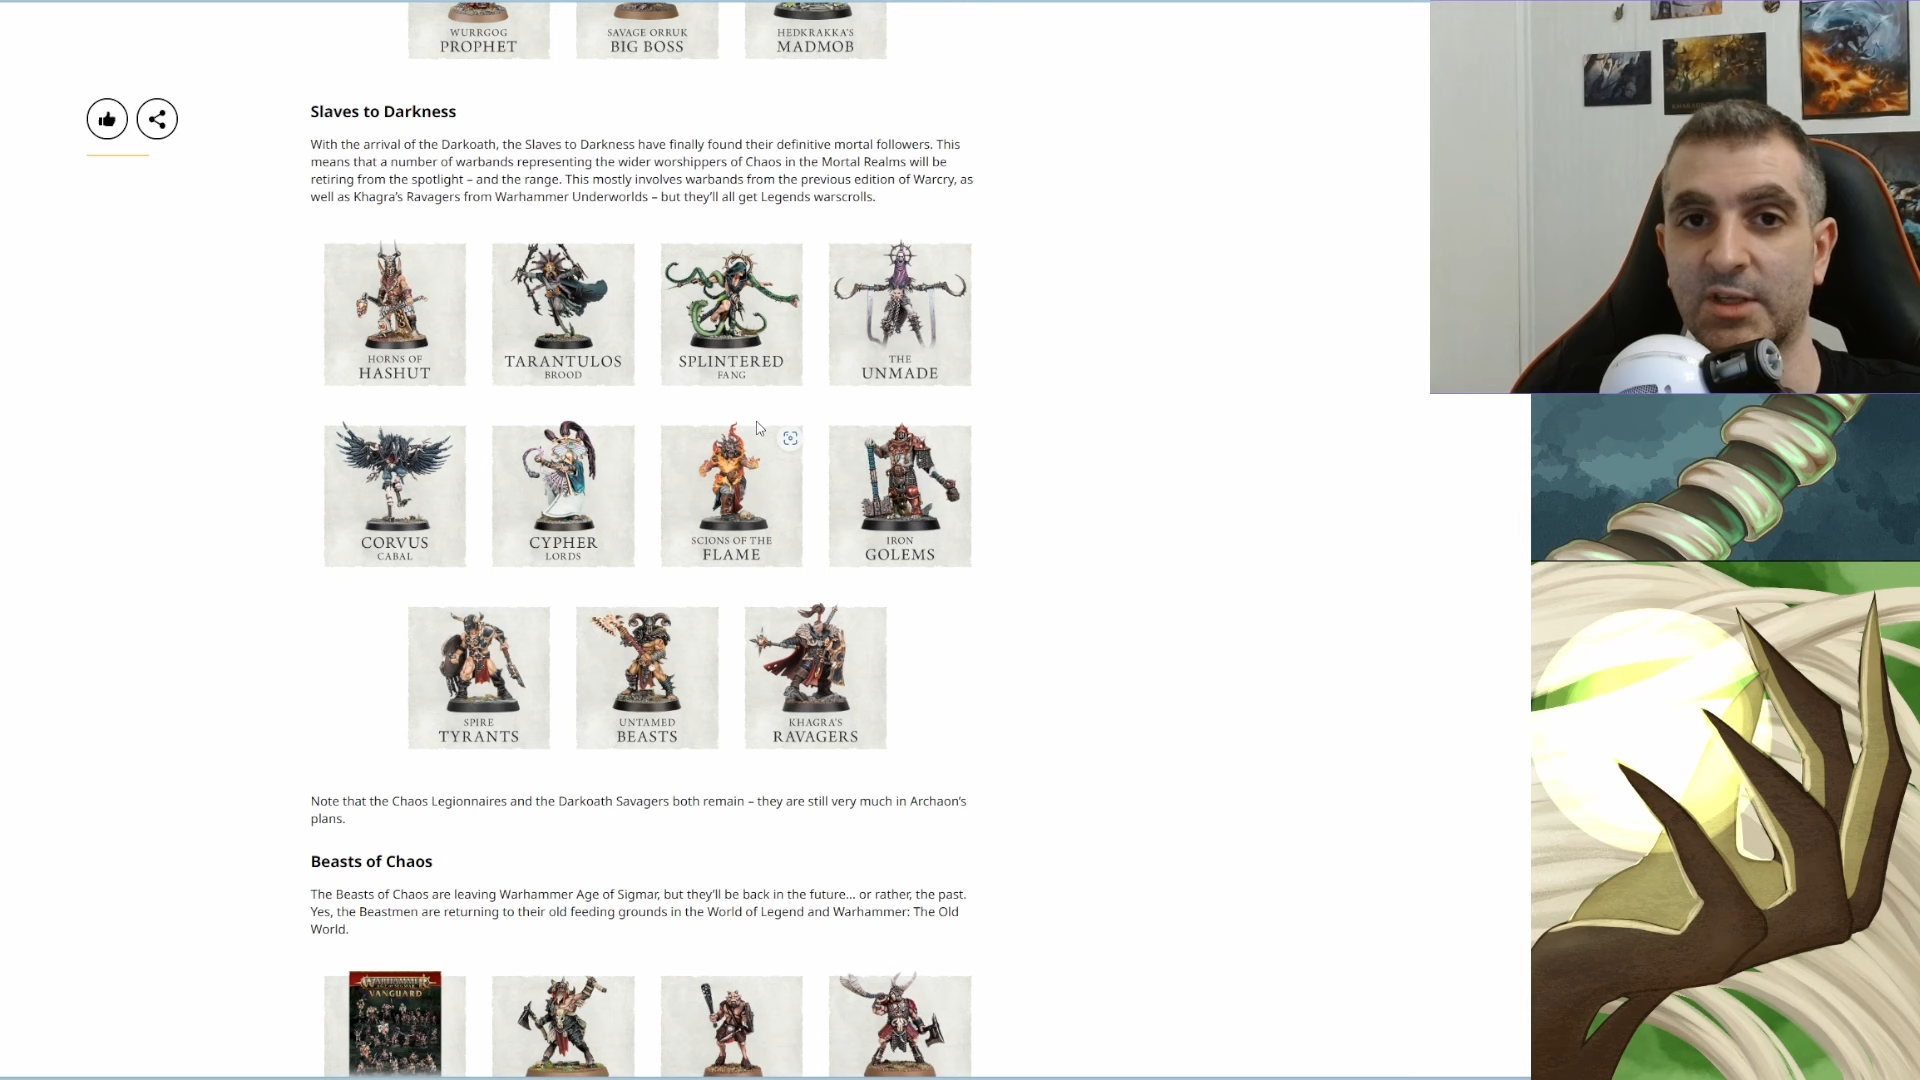 WURRGOG
PROPHET
SAVAGE ORRUK
BIG BOSS
HEDKRAKKA'S
MADMOB
Slaves to Darkness
With the arrival of the Darkoath, the Slaves to Darkness have finally found their definitive mortal followers. This
means that a number of warbands representing the wider worshippers of Chaos in the Mortal Realms will be
retiring from the spotlight – and the range. This mostly involves warbands from the previous edition of Warcry, as
well as Khagra's Ravagers from Warhammer Underworlds – but they'll all get Legends warscrolls.
HORNS OF
HASHUT
TARANTULOS
BROOD
SPLINTERED
FANG
THE
UNMADE
CORVUS
CABAL
CYPHER
LORDS
SCIONS OF THE
FLAME
IRON
GOLEMS
SPIRE
TYRANTS
UNTAMED
BEASTS
KHAGRA'S
RAVAGERS
Note that the Chaos Legionnaires and the Darkoath Savagers both remain – they are still very much in Archaon's
plans.
Beasts of Chaos
The Beasts of Chaos are leaving Warhammer Age of Sigmar, but they'll be back in the future... or rather, the past.
Yes, the Beastmen are returning to their old feeding grounds in the World of Legend and Warhammer: The Old
World.
WARHAMMER
VANGUARD